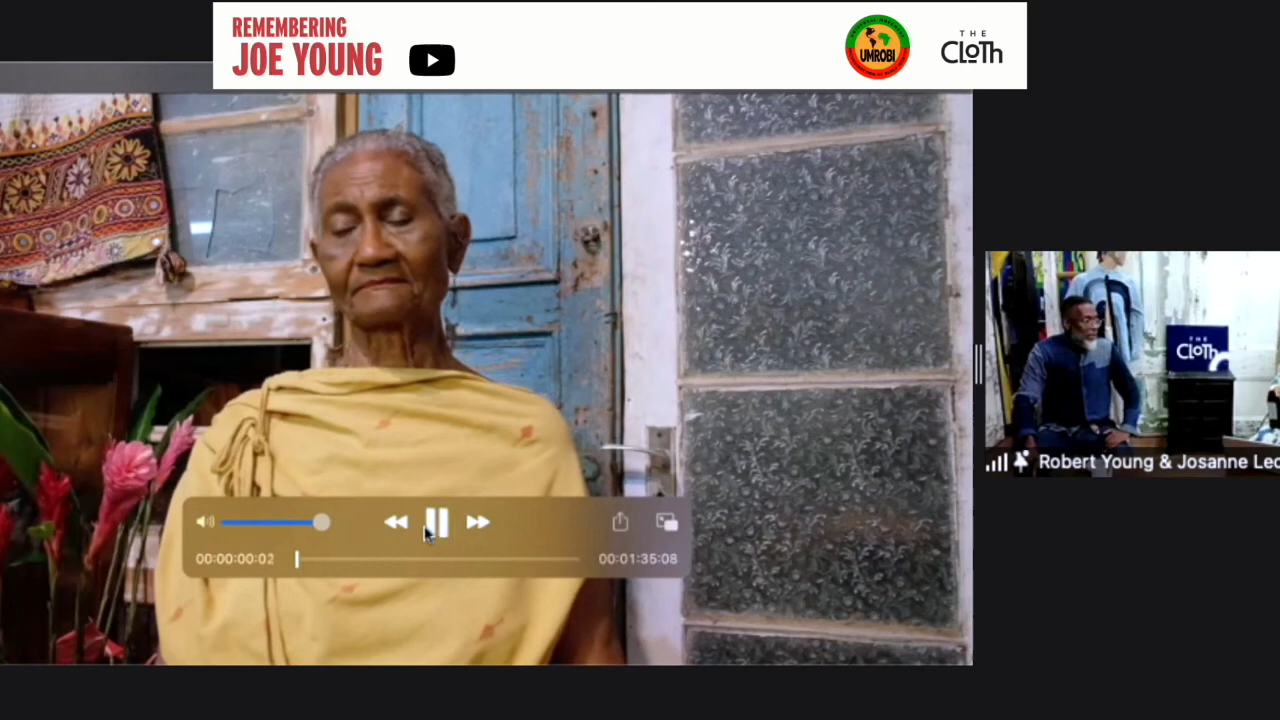 REMEMBERING
JOE YOUNG
UMROBI
THE
CLoTH
THE
CLoTh
Robert Young & Josanne Leo
00:00:00:02
00:01:35:08